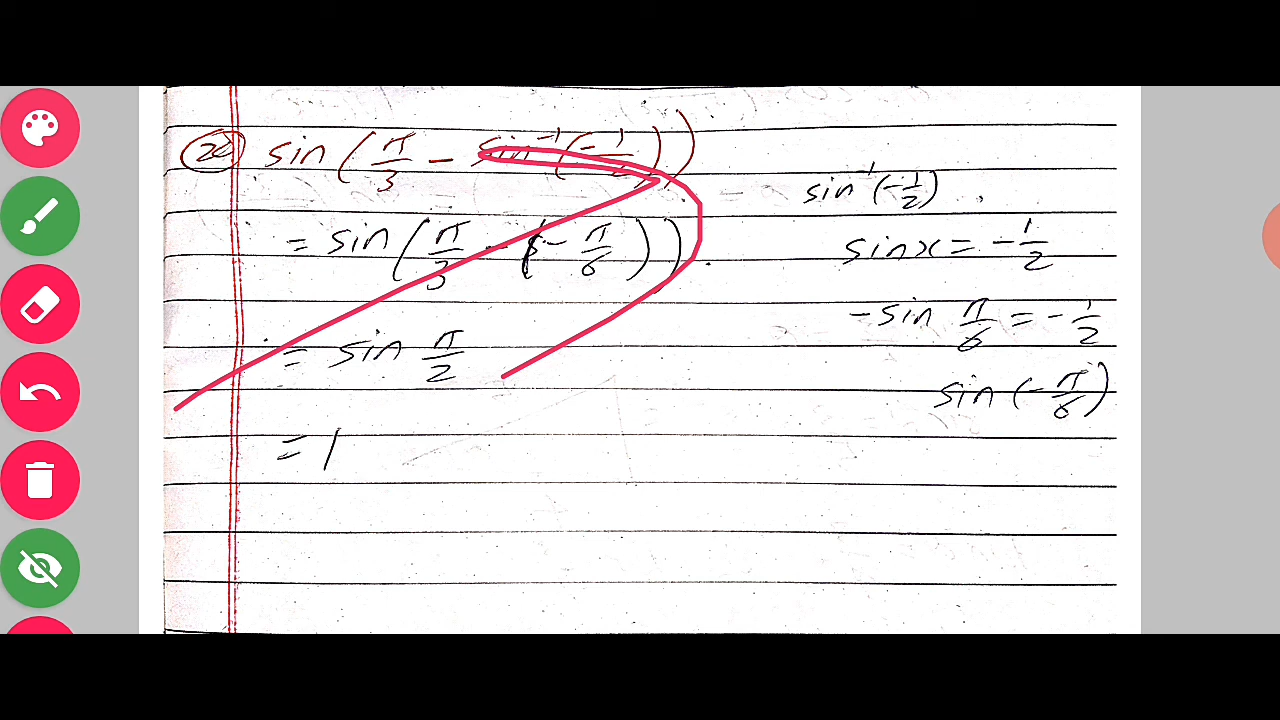 20 sin(π/3 - sin⁻¹(-1/2))
= sin(π/3 - (-π/6)).
= sin π/2
= 1
sin⁻¹(-1/2)
sinx = -1/2
-sin π/6 = -1/2
sin(-π/6)